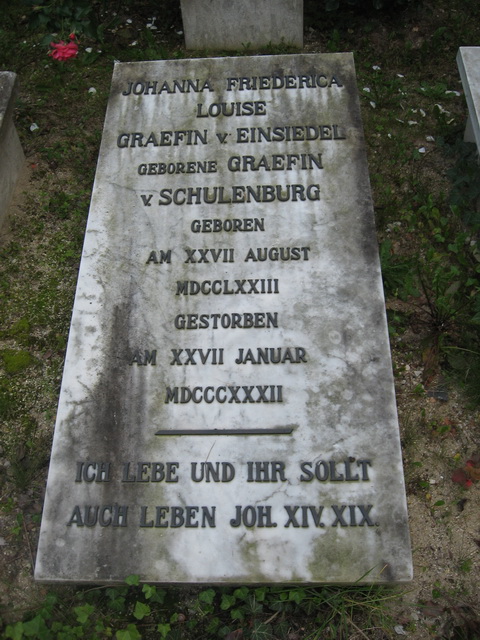 JOHANNA FRIEDERICA
LOUISE
GRAEFIN v. EINSIEDEL
GEBORENE GRAEFIN
v. SCHULENBURG
GEBOREN
AM XXVII AUGUST
MDCCLXXIII
GESTORBEN
AM XXVII JANUAR
MDCCCXXXII
ICH LEBE UND IHR SOLLT
AUCH LEBEN JOH. XIV. XIX.